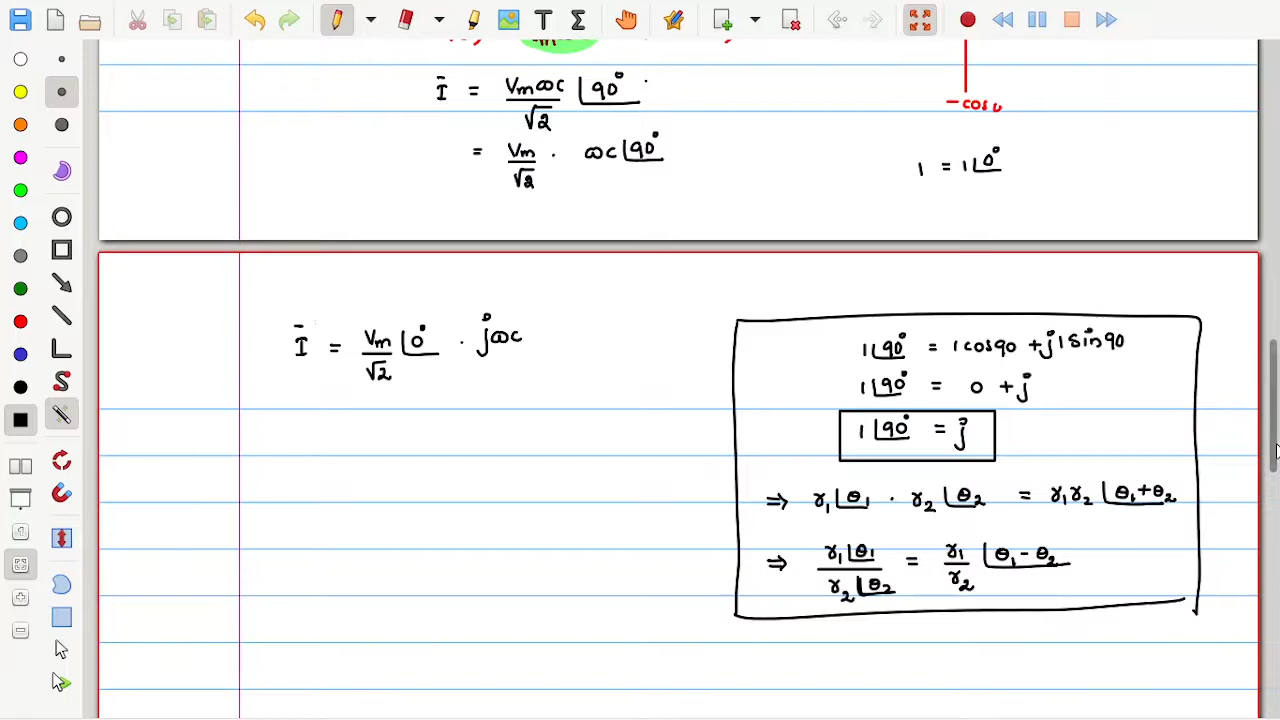 Ī = Vmωc/√2 ∠90°
= Vm/√2 · ωc∠90°
-cosω
1 = 1∠0°
Ī = Vm/√2 ∠0° · jωc
1∠90° = 1cos90 + j1sin90
1∠90° = 0 + j
1∠90° = j
⇒ r₁∠θ₁ · r₂∠θ₂ = r₁r₂ ∠θ₁+θ₂
⇒ r₁∠θ₁/r₂∠θ₂ = r₁/r₂ ∠θ₁-θ₂